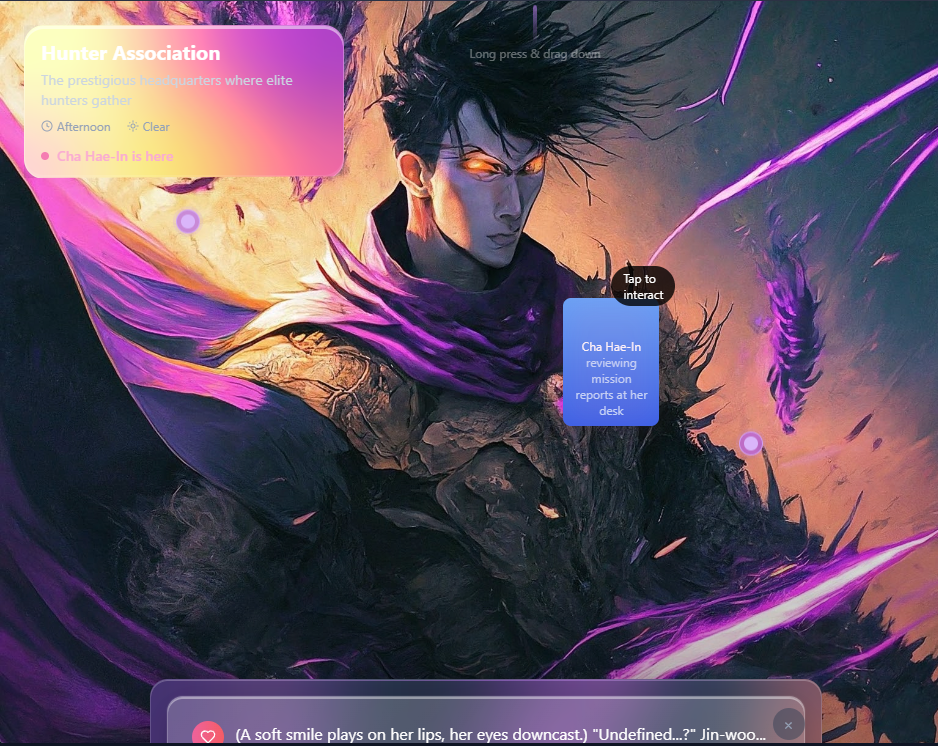 Hunter Association
The prestigious headquarters where elite
hunters gather
Afternoon Clear
Cha Hae-In is here
Long press & drag down
Tap to
interact
Cha Hae-In
reviewing
mission
reports at her
desk
(A soft smile plays on her lips, her eyes downcast.) "Undefined...?" Jin-woo...